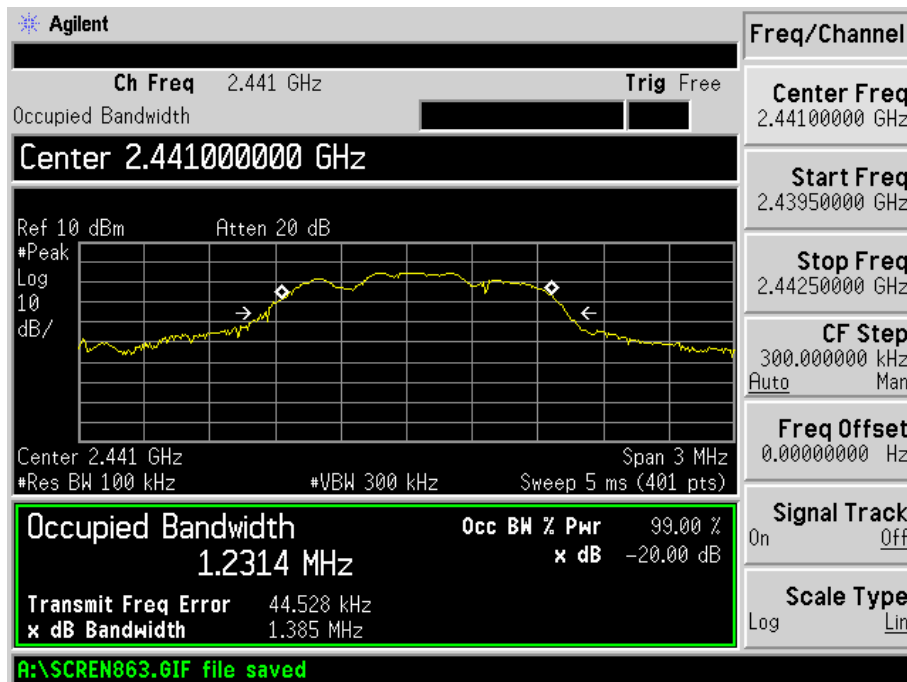 Agilent
Freq/Channel
Ch Freq 2.441 GHz Trig Free
Occupied Bandwidth
Center 2.441000000 GHz
Ref 10 dBm Atten 20 dB
#Peak
Log
10
dB/
Center 2.441 GHz Span 3 MHz
#Res BW 100 kHz #VBW 300 kHz Sweep 5 ms (401 pts)
Occupied Bandwidth Occ BW % Pwr 99.00 %
1.2314 MHz x dB -20.00 dB
Transmit Freq Error 44.528 kHz
x dB Bandwidth 1.385 MHz
A:\SCREN863.GIF file saved
Center Freq
2.44100000 GHz
Start Freq
2.43950000 GHz
Stop Freq
2.44250000 GHz
CF Step
300.000000 kHz
Auto Man
Freq Offset
0.00000000 Hz
Signal Track
On Off
Scale Type
Log Lin